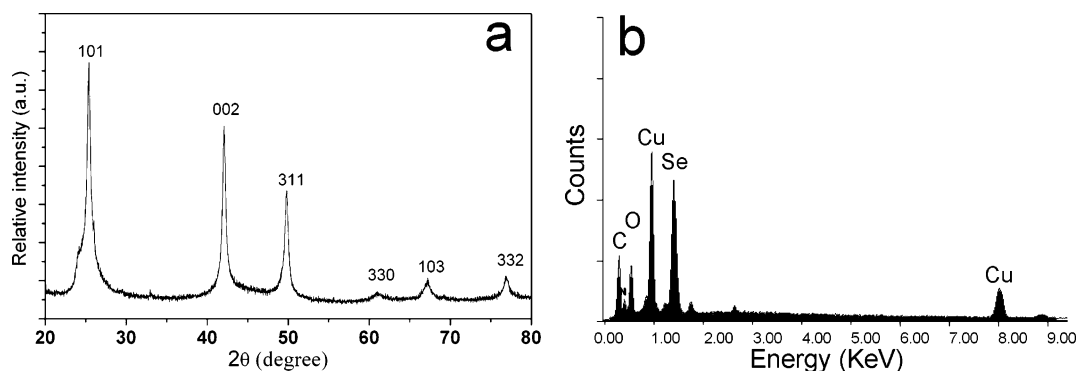 a
Relative intensity (a.u.)
101
002
311
330
103
332
20 30 40 50 60 70 80
2θ (degree)
b
Counts
C
O
Cu
Se
Cu
0.00 1.00 2.00 3.00 4.00 5.00 6.00 7.00 8.00 9.00
Energy (KeV)